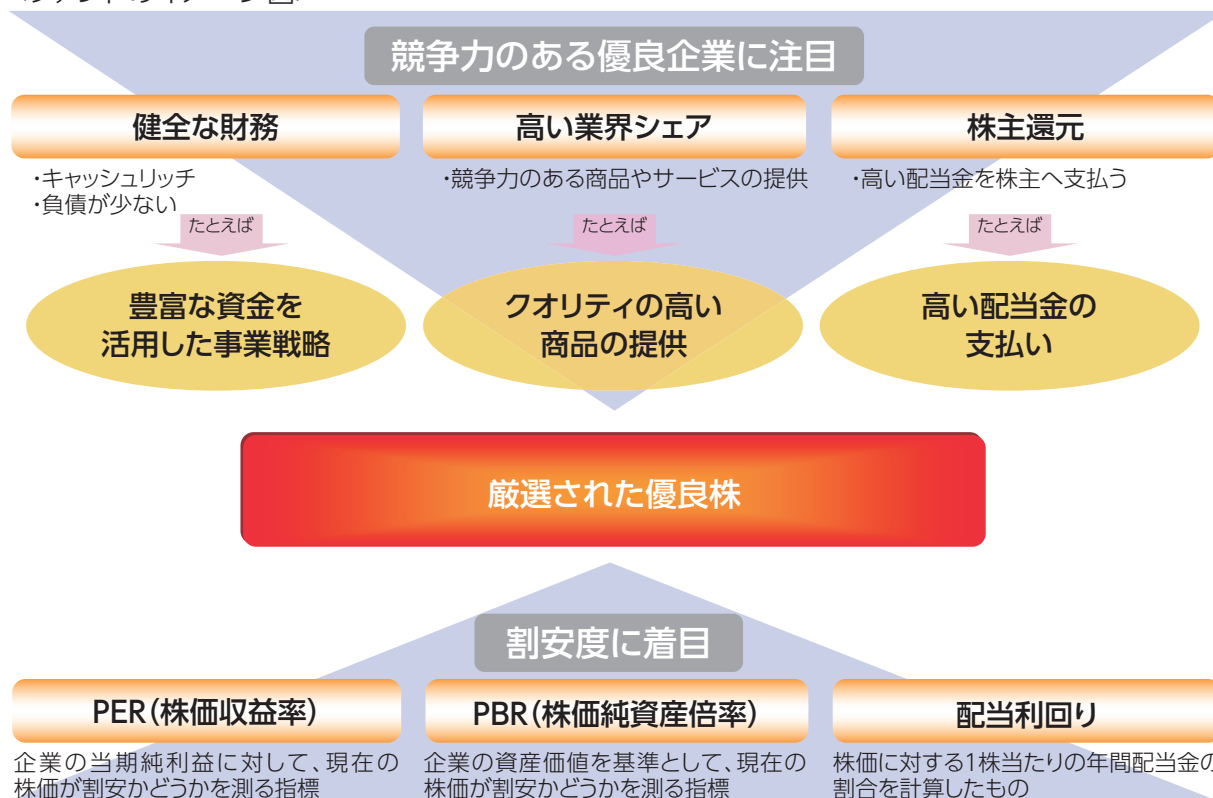 競争力のある優良企業に注目
健全な財務
高い業界シェア
株主還元
・キャッシュリッチ
・負債が少ない
・競争力のある商品やサービスの提供
・高い配当金を株主へ支払う
たとえば
たとえば
たとえば
豊富な資金を
活用した事業戦略
クオリティの高い
商品の提供
高い配当金の
支払い
厳選された優良株
割安度に着目
PER(株価収益率)
PBR(株価純資産倍率)
配当利回り
企業の当期純利益に対して、現在の
株価が割安かどうかを測る指標
企業の資産価値を基準として、現在の
株価が割安かどうかを測る指標
株価に対する1株当たりの年間配当金の
割合を計算したもの